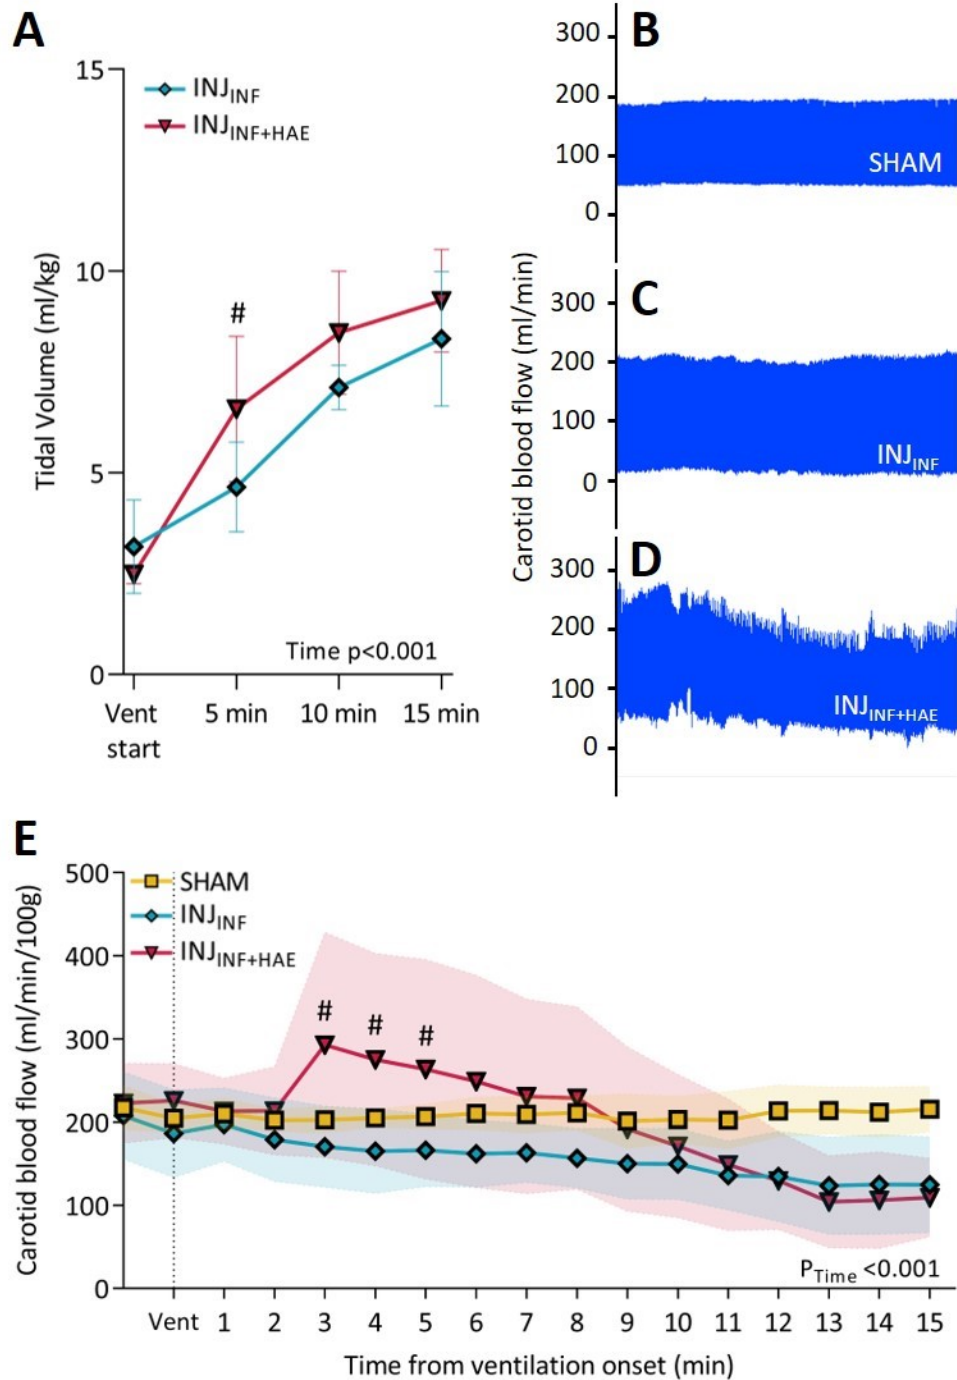 A
15
10
5
0
Tidal Volume (ml/kg)
INJINF
INJINF+HAE
#
Time p<0.001
Vent start
5 min
10 min
15 min
Carotid blood flow (ml/min)
B
300
200
100
0
SHAM
C
300
200
100
0
INJINF
D
300
200
100
0
INJINF+HAE
E
500
400
300
200
100
0
Carotid blood flow (ml/min/100g)
SHAM
INJINF
INJINF+HAE
# # #
PTime <0.001
Vent 1 2 3 4 5 6 7 8 9 10 11 12 13 14 15
Time from ventilation onset (min)